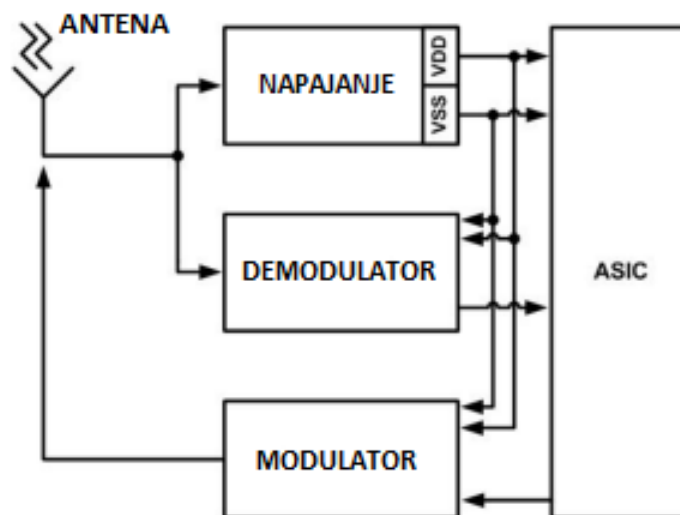 ANTENA
NAPAJANJE
VDD
VSS
DEMODULATOR
ASIC
MODULATOR